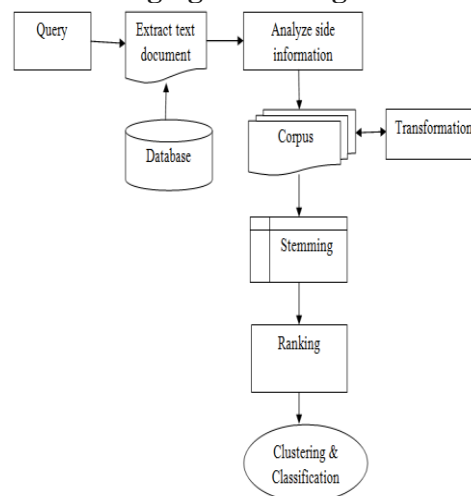 Query
Extract text
document
Analyze side
information
Database
Corpus
Transformation
Stemming
Ranking
Clustering &
Classification